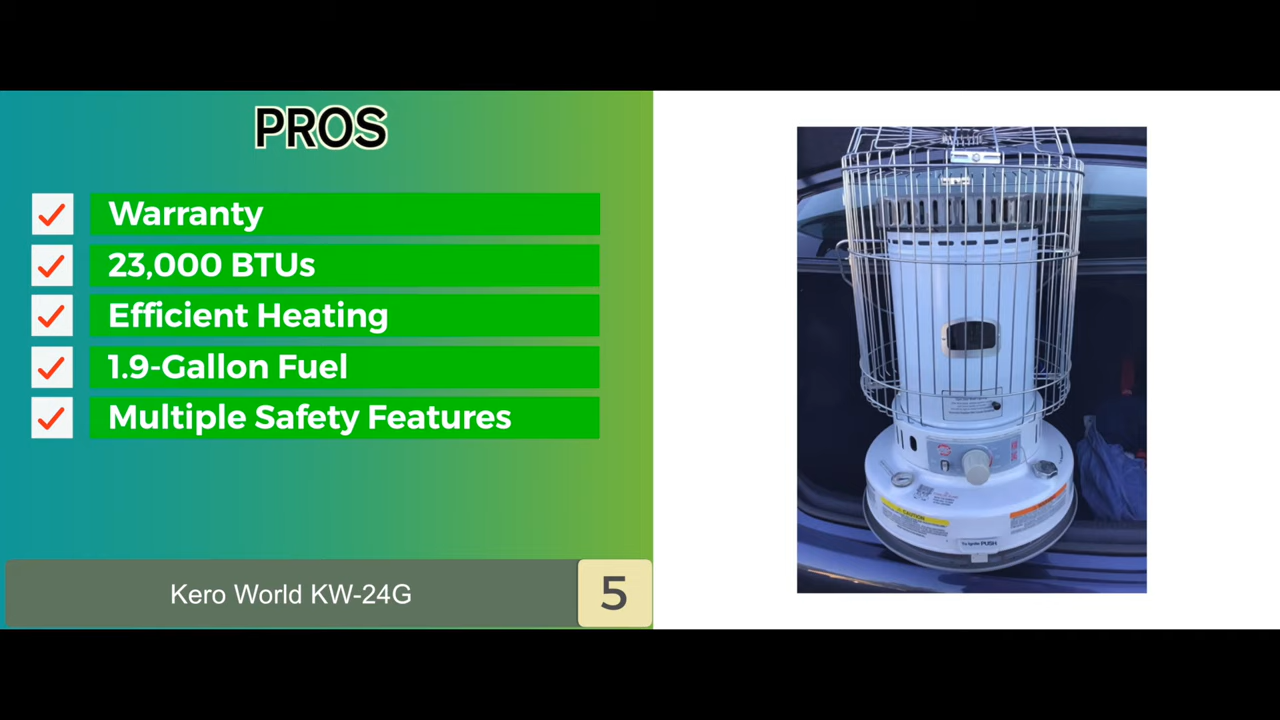 PROS
Warranty
23,000 BTUs
Efficient Heating
1.9-Gallon Fuel
Multiple Safety Features
Kero World KW-24G
5
CAUTION
PUSH